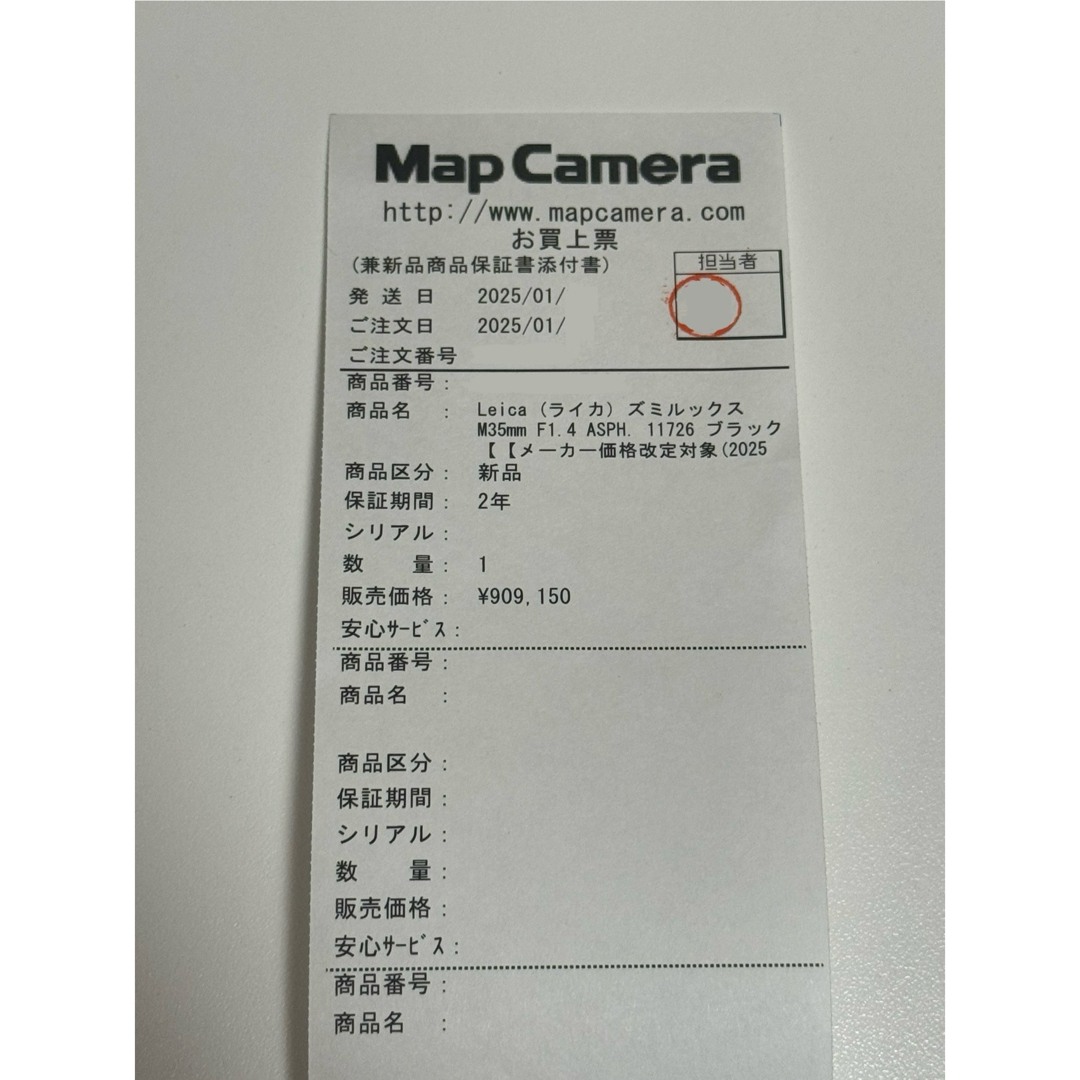 Map Camera
http://www.mapcamera.com
お買上票
(兼新品商品保証書添付書)
担当者
発送日 2025/01/
ご注文日 2025/01/
ご注文番号
商品番号:
商品名 : Leica (ライカ) ズミルックス
M35mm F1.4 ASPH. 11726 ブラック
【【メーカー価格改定対象(2025
商品区分: 新品
保証期間: 2年
シリアル:
数 量: 1
販売価格: ¥909,150
安心ｻｰﾋﾞｽ:
商品番号:
商品名 :
商品区分:
保証期間:
シリアル:
数 量:
販売価格:
安心ｻｰﾋﾞｽ:
商品番号:
商品名 :